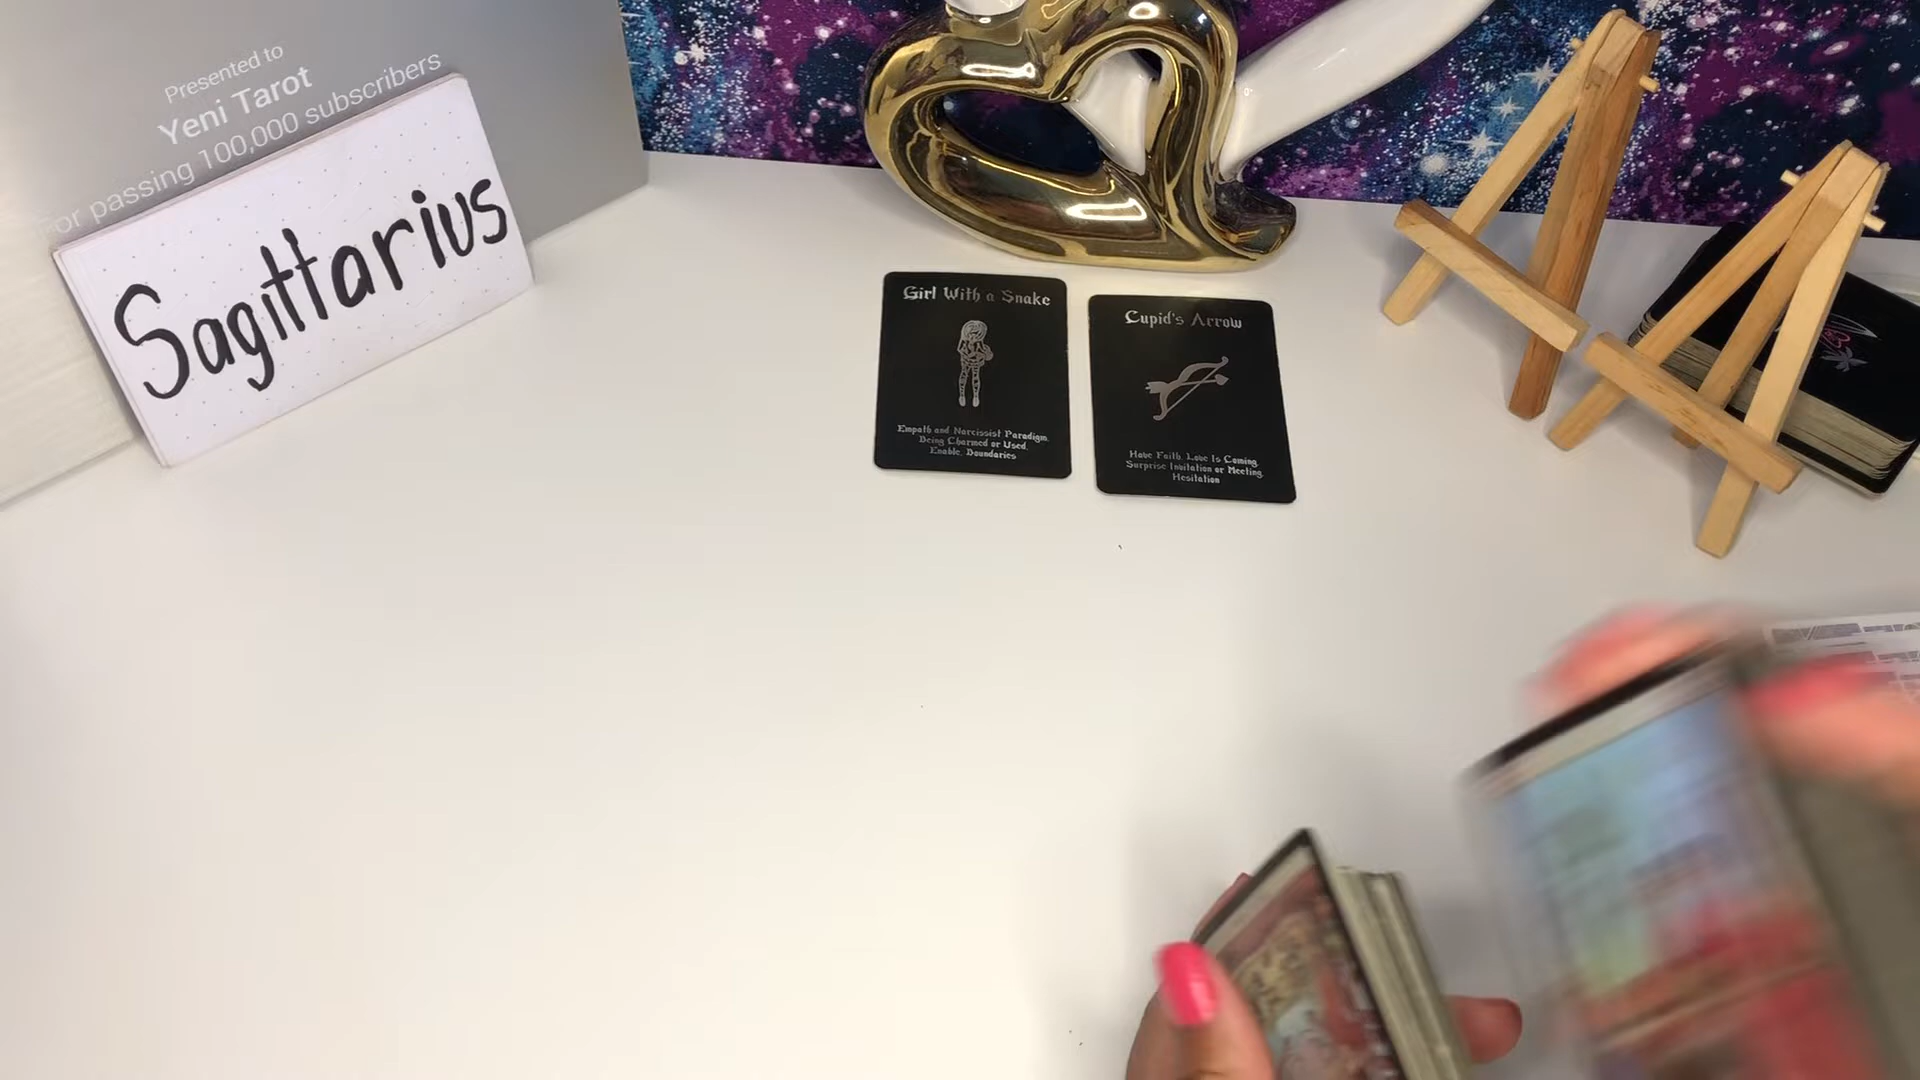 Presented to
Yeni Tarot
For passing 100,000 subscribers
Sagittarius
Girl With a Snake
Empath and Narcissist Paradigm,
Being Charmed or Used,
Enable, Boundaries
Cupid's Arrow
Have Faith, Love Is Coming
Surprise Invitation or Meeting,
Hesitation